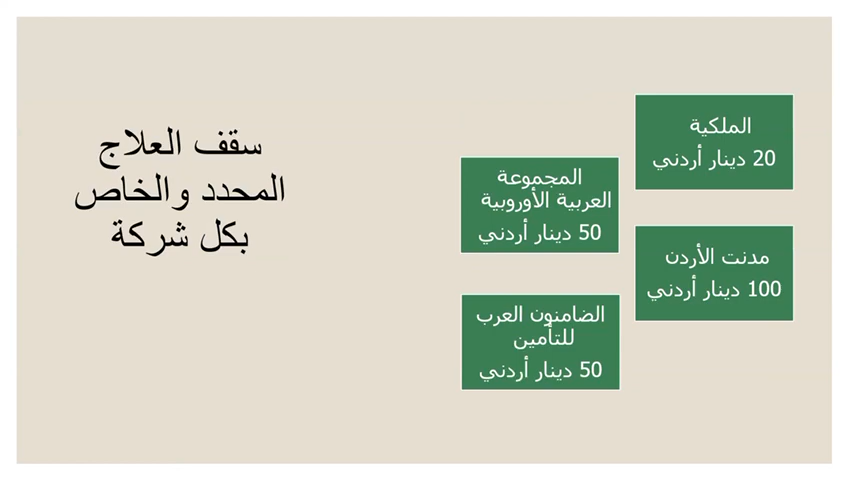 سقف العلاج
المحدد والخاص
بكل شركة
الملكية
20 دينار أردني
المجموعة
العربية الأوروبية
50 دينار أردني
مدنت الأردن
100 دينار أردني
الضامنون العرب
للتأمين
50 دينار أردني